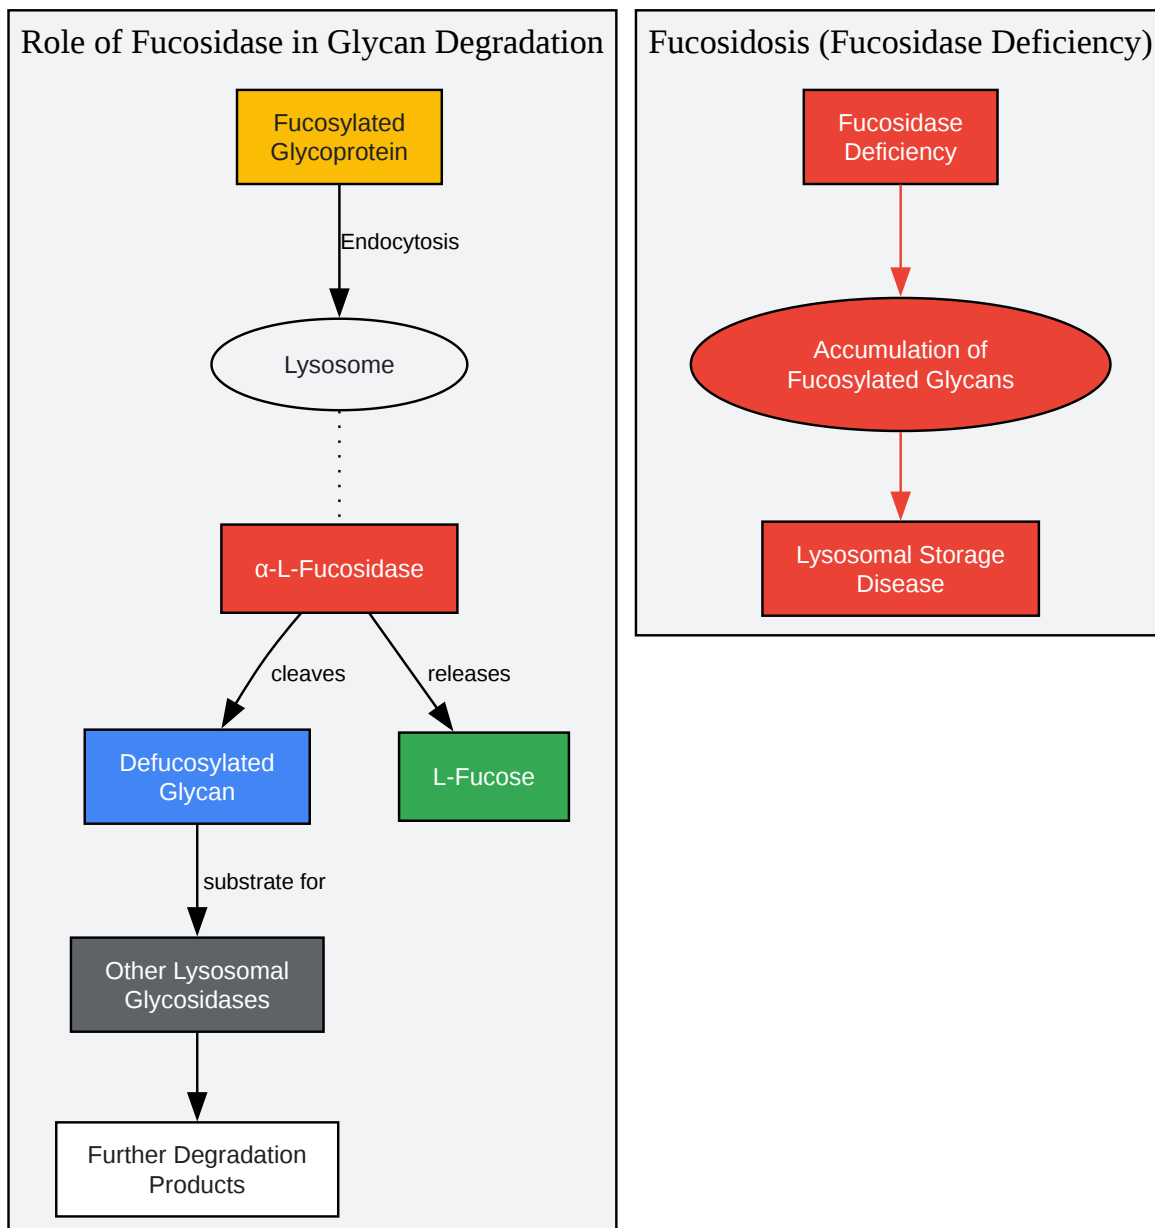 Role of Fucosidase in Glycan Degradation
Fucosylated
Glycoprotein
Endocytosis
Lysosome
α-L-Fucosidase
cleaves
releases
Defucosylated
Glycan
L-Fucose
substrate for
Other Lysosomal
Glycosidases
Further Degradation
Products
Fucosidosis (Fucosidase Deficiency)
Fucosidase
Deficiency
Accumulation of
Fucosylated Glycans
Lysosomal Storage
Disease